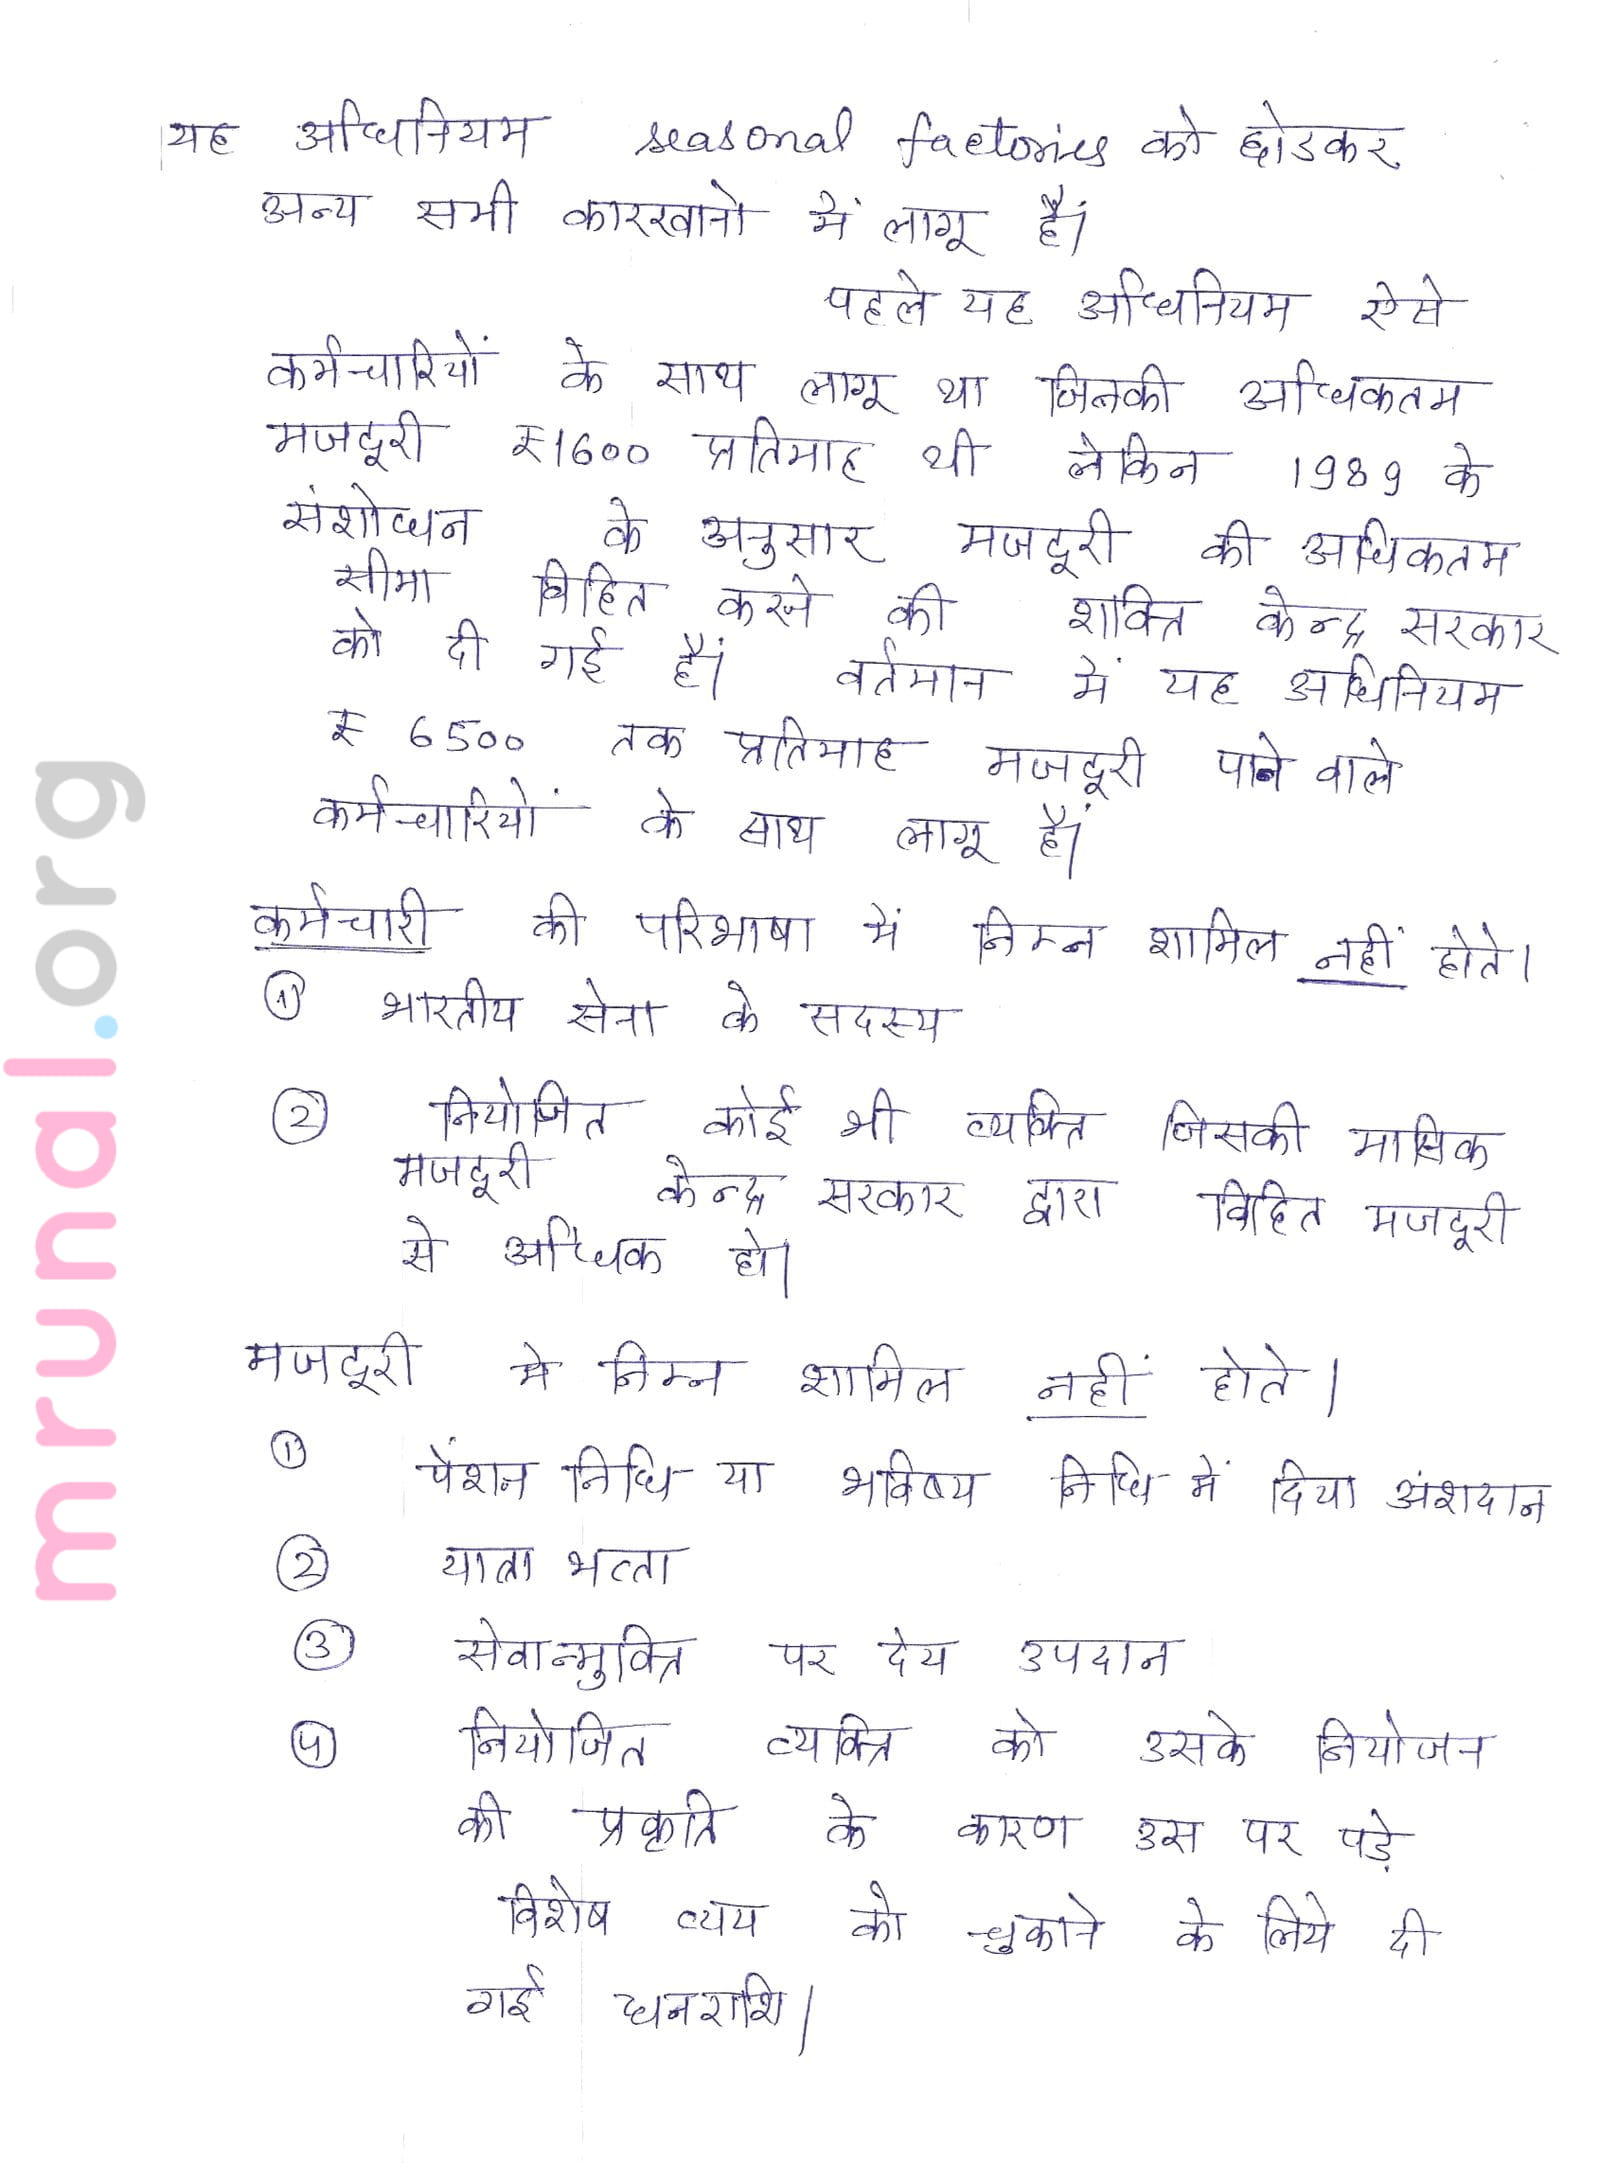 यह अधिनियम seasonal factories को छोडकर
अन्य सभी कारखानो में लागू हैं।
पहले यह अधिनियम ऐसे
कर्मचारियों के साथ लागू था जिनकी अधिकतम
मजदूरी ₹1600 प्रतिमाह थी लेकिन 1989 के
संशोधन के अनुसार मजदूरी की अधिकतम
सीमा विहित करने की शक्ति केन्द्र सरकार
को दी गई हैं। वर्तमान में यह अधिनियम
₹ 6500 तक प्रतिमाह मजदूरी पाने वाले
कर्मचारियों के साथ लागू हैं।
कर्मचारी की परिभाषा में निम्न शामिल नहीं होते।
① भारतीय सेना के सदस्य
② नियोजित कोई भी व्यक्ति जिसकी मासिक
मजदूरी केन्द्र सरकार द्वारा विहित मजदूरी
से अधिक हो।
मजदूरी मे निम्न शामिल नहीं होते।
① पेंशन निधि या भविष्य निधि में दिया अंशदान
② यात्रा भत्ता
③ सेवान्मुक्ति पर देय उपदान
④ नियोजित व्यक्ति को उसके नियोजन
की प्रकृति के कारण उस पर पड़े
विशेष व्यय को चुकाने के लिये दी
गई धनराशि।
mrunal.org